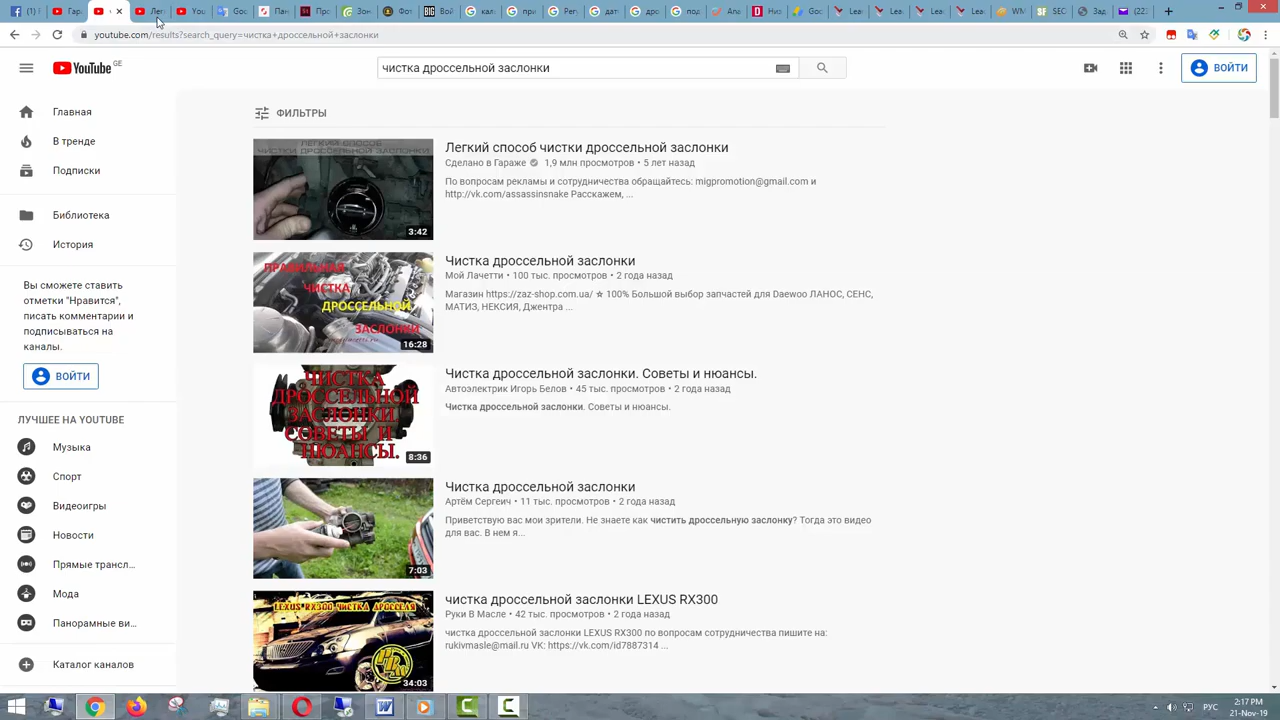 youtube.com/results?search_query=чистка+дроссельной+заслонки
YouTube GE
чистка дроссельной заслонки
ВОЙТИ
Главная
В тренде
Подписки
Библиотека
История
Вы сможете ставить
отметки "Нравится",
писать комментарии и
подписываться на
каналы.
ВОЙТИ
ЛУЧШЕЕ НА YOUTUBE
Музыка
Спорт
Видеоигры
Новости
Прямые трансл...
Мода
Панорамные ви...
Каталог каналов
ФИЛЬТРЫ
ЛЕГКИЙ СПОСОБ
ЧИСТКИ ДРОССЕЛЬНОЙ ЗАСЛОНКИ
3:42
Легкий способ чистки дроссельной заслонки
Сделано в Гараже 1,9 млн просмотров • 5 лет назад
По вопросам рекламы и сотрудничества обращайтесь: migpromotion@gmail.com и
http://vk.com/assassinsnake Расскажем, ...
ПРАВИЛЬНАЯ
ЧИСТКА
ДРОССЕЛЬНОЙ
ЗАСЛОНКИ
16:28
Чистка дроссельной заслонки
Мой Лачетти • 100 тыс. просмотров • 2 года назад
Магазин https://zaz-shop.com.ua/ ☆ 100% Большой выбор запчастей для Daewoo ЛАНОС, СЕНС,
МАТИЗ, НЕКСИЯ, Джентра ...
ЧИСТКА
ДРОССЕЛЬНОЙ
ЗАСЛОНКИ
СОВЕТЫ И
НЮАНСЫ.
8:36
Чистка дроссельной заслонки. Советы и нюансы.
Автоэлектрик Игорь Белов • 45 тыс. просмотров • 2 года назад
Чистка дроссельной заслонки. Советы и нюансы.
7:03
Чистка дроссельной заслонки
Артём Сергеич • 11 тыс. просмотров • 2 года назад
Приветствую вас мои зрители. Не знаете как чистить дроссельную заслонку? Тогда это видео
для вас. В нем я...
LEXUS RX300 ЧИСТКА ДРОССЕЛЯ
34:03
чистка дроссельной заслонки LEXUS RX300
Руки В Масле • 42 тыс. просмотров • 2 года назад
чистка дроссельной заслонки LEXUS RX300 по вопросам сотрудничества пишите на:
rukivmasle@mail.ru VK: https://vk.com/id7887314 ...
РУС
2:17 PM
21-Nov-19